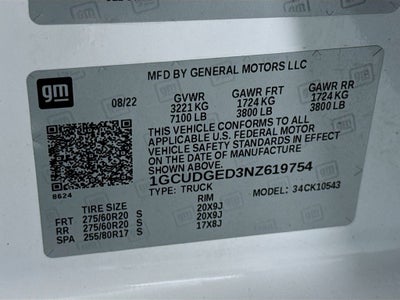 gm
MFD BY GENERAL MOTORS LLC
08/22 GVWR GAWR FRT GAWR RR
3221 KG 1724 KG 1724 KG
7100 LB 3800 LB 3800 LB
THIS VEHICLE CONFORMS TO ALL
APPLICABLE U.S. FEDERAL MOTOR
VEHICLE SAFETY STANDARDS IN EFFECT ON THE
DATE OF MANUFACTURE SHOWN ABOVE.
1GCUDGED3NZ619754
8624 TYPE: TRUCK MODEL: 34CK10543
TIRE SIZE RIM
FRT 275/60R20 S 20X9J
RR 275/60R20 S 20X9J
SPA 255/80R17 S 17X8J